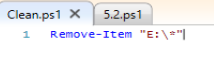 Clean.ps1 X 5.2.ps1
1 Remove-Item "E:\*"